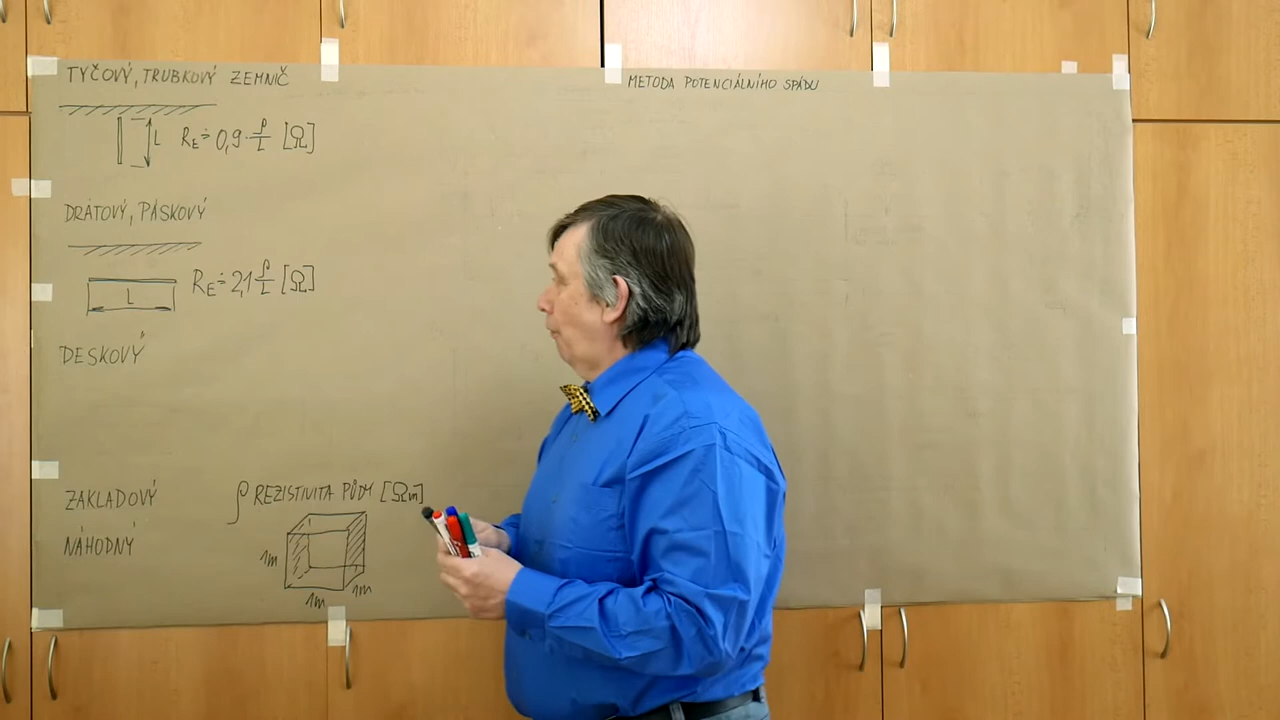 TYČOVÝ, TRUBKOVÝ ZEMNIČ
L R_E ≐ 0,9 · ρ/L [Ω]
DRÁTOVÝ, PÁSKOVÝ
L R_E ≐ 2,1 ρ/L [Ω]
DESKOVÝ
ZÁKLADOVÝ
NÁHODNÝ
ρ REZISTIVITA PŮDY [Ωm]
1m
1m
1m
METODA POTENCIÁLNÍHO SPÁDU